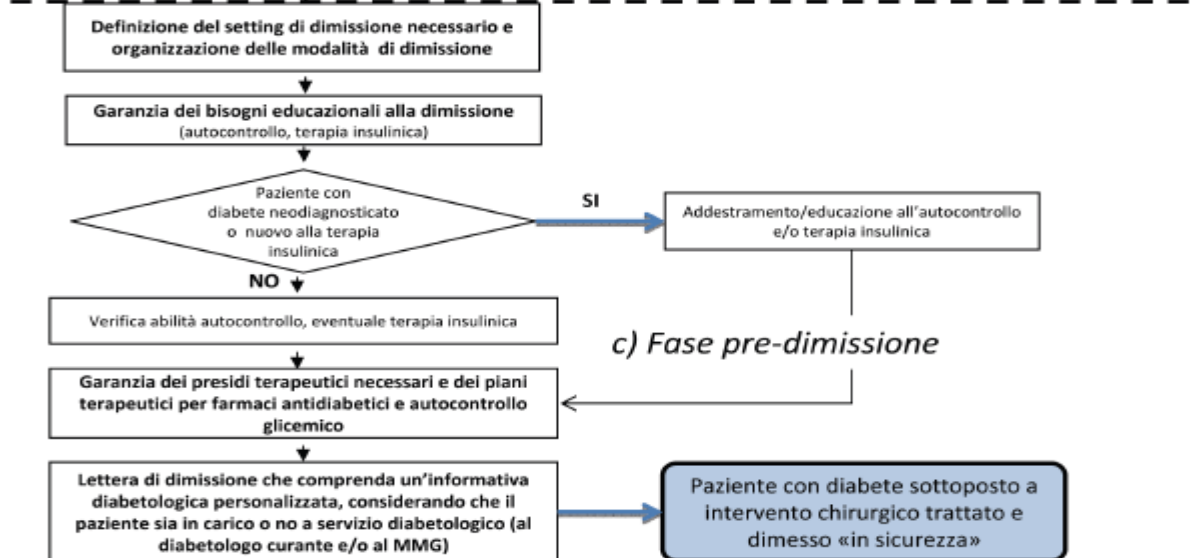 Definizione del setting di dimissione necessario e
organizzazione delle modalità di dimissione
Garanzia dei bisogni educazionali alla dimissione
(autocontrollo, terapia insulinica)
Paziente con
diabete neodiagnosticato
o nuovo alla terapia
insulinica
SI
Addestramento/educazione all'autocontrollo
e/o terapia insulinica
NO
Verifica abilità autocontrollo, eventuale terapia insulinica
c) Fase pre-dimissione
Garanzia dei presidi terapeutici necessari e dei piani
terapeutici per farmaci antidiabetici e autocontrollo
glicemico
Lettera di dimissione che comprenda un'informativa
diabetologica personalizzata, considerando che il
paziente sia in carico o no a servizio diabetologico (al
diabetologo curante e/o al MMG)
Paziente con diabete sottoposto a
intervento chirurgico trattato e
dimesso «in sicurezza»